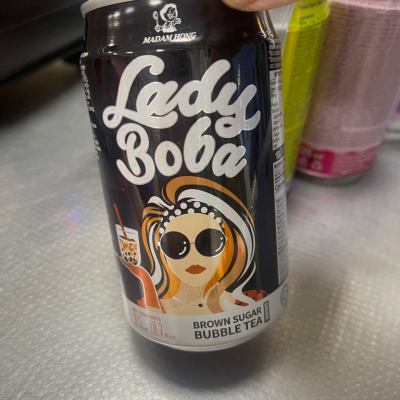 MADAM HONG
Lady
Boba
BROWN SUGAR
BUBBLE TEA